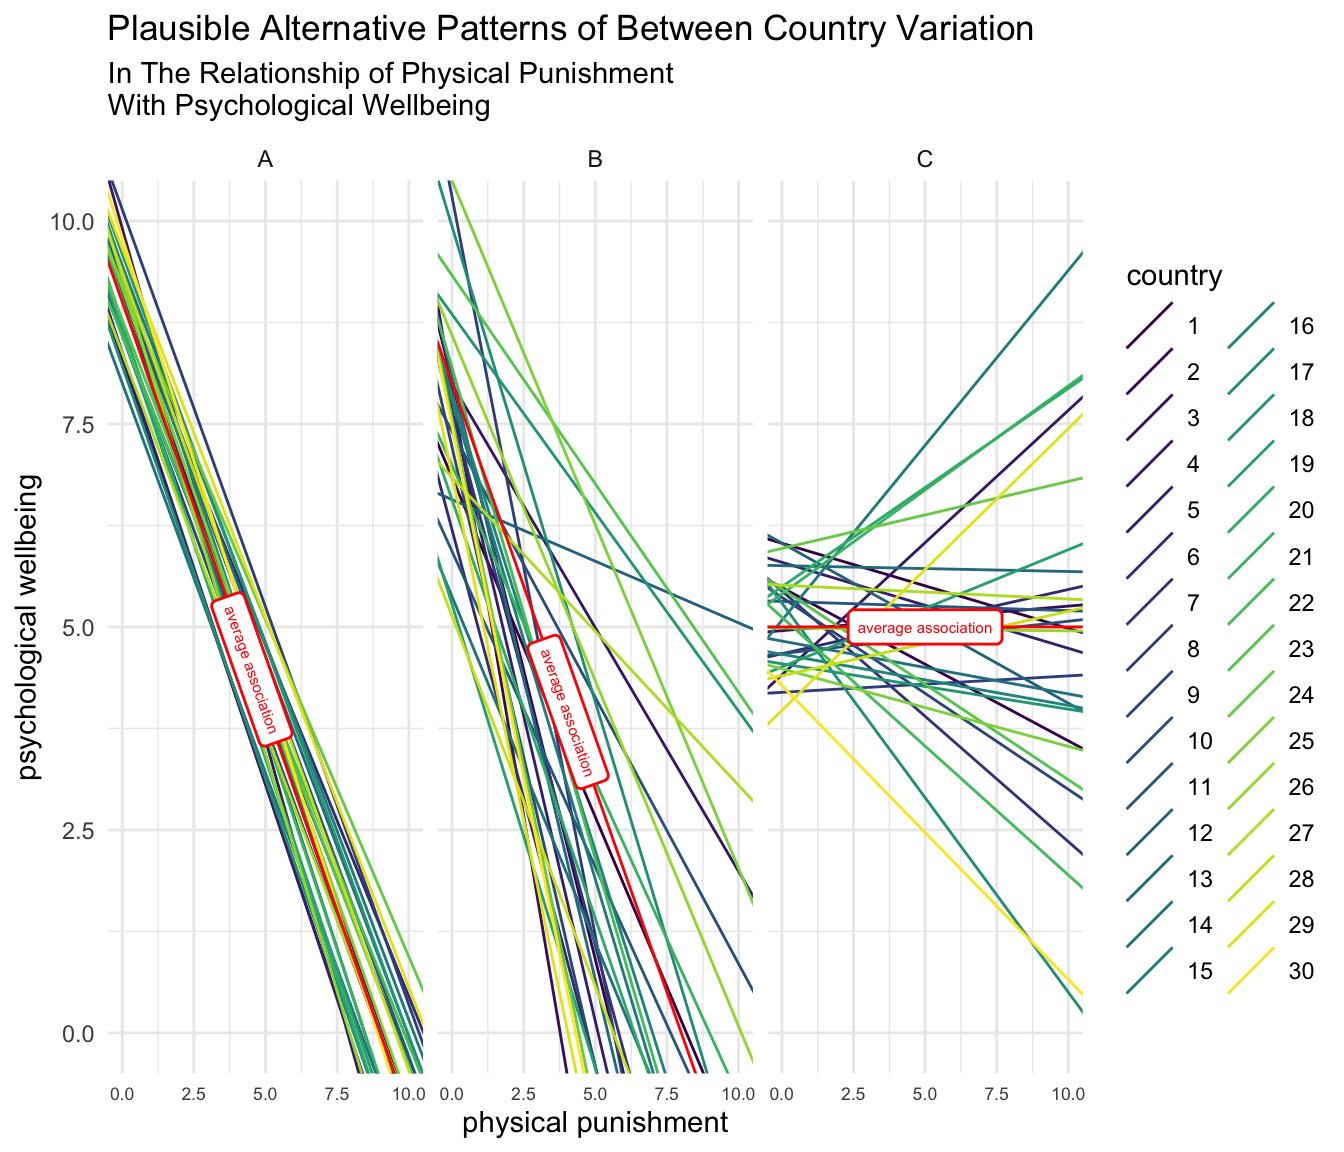 Plausible Alternative Patterns of Between Country Variation
In The Relationship of Physical Punishment
With Psychological Wellbeing
A
B
C
psychological wellbeing
10.0
7.5
5.0
2.5
0.0
average association
average association
average association
0.0 2.5 5.0 7.5 10.0
0.0 2.5 5.0 7.5 10.0
0.0 2.5 5.0 7.5 10.0
physical punishment
country
1
2
3
4
5
6
7
8
9
10
11
12
13
14
15
16
17
18
19
20
21
22
23
24
25
26
27
28
29
30